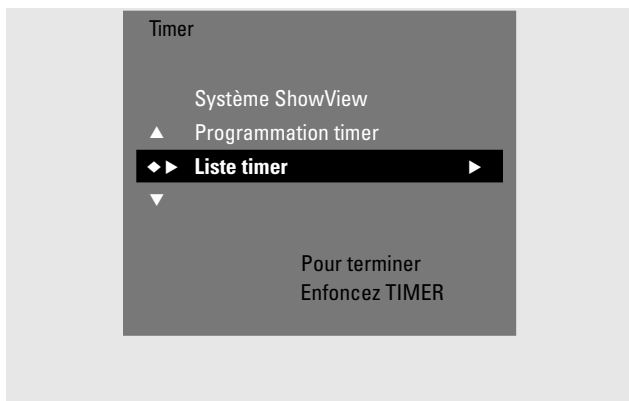 Timer
Système ShowView
▲ Programmation timer
◆▶ Liste timer ▶
▼
Pour terminer
Enfoncez TIMER